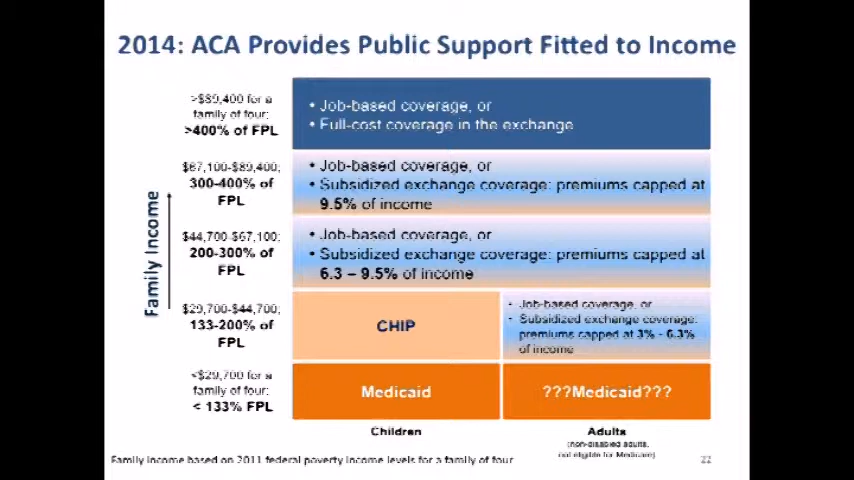 2014: ACA Provides Public Support Fitted to Income
>$89,400 for a
family of four;
>400% of FPL
• Job-based coverage, or
• Full-cost coverage in the exchange
$67,100-$89,400;
300-400% of
FPL
• Job-based coverage, or
• Subsidized exchange coverage: premiums capped at
9.5% of income
$44,700-$67,100;
200-300% of
FPL
• Job-based coverage, or
• Subsidized exchange coverage: premiums capped at
6.3 – 9.5% of income
$29,700-$44,700;
133-200% of
FPL
CHIP
• Job-based coverage, or
• Subsidized exchange coverage:
premiums capped at 3% - 6.3%
of income
<$29,700 for a
family of four;
< 133% FPL
Medicaid
???Medicaid???
Family Income
Children
Adults
(non-disabled adults,
not eligible for Medicare)
Family income based on 2011 federal poverty income levels for a family of four
22